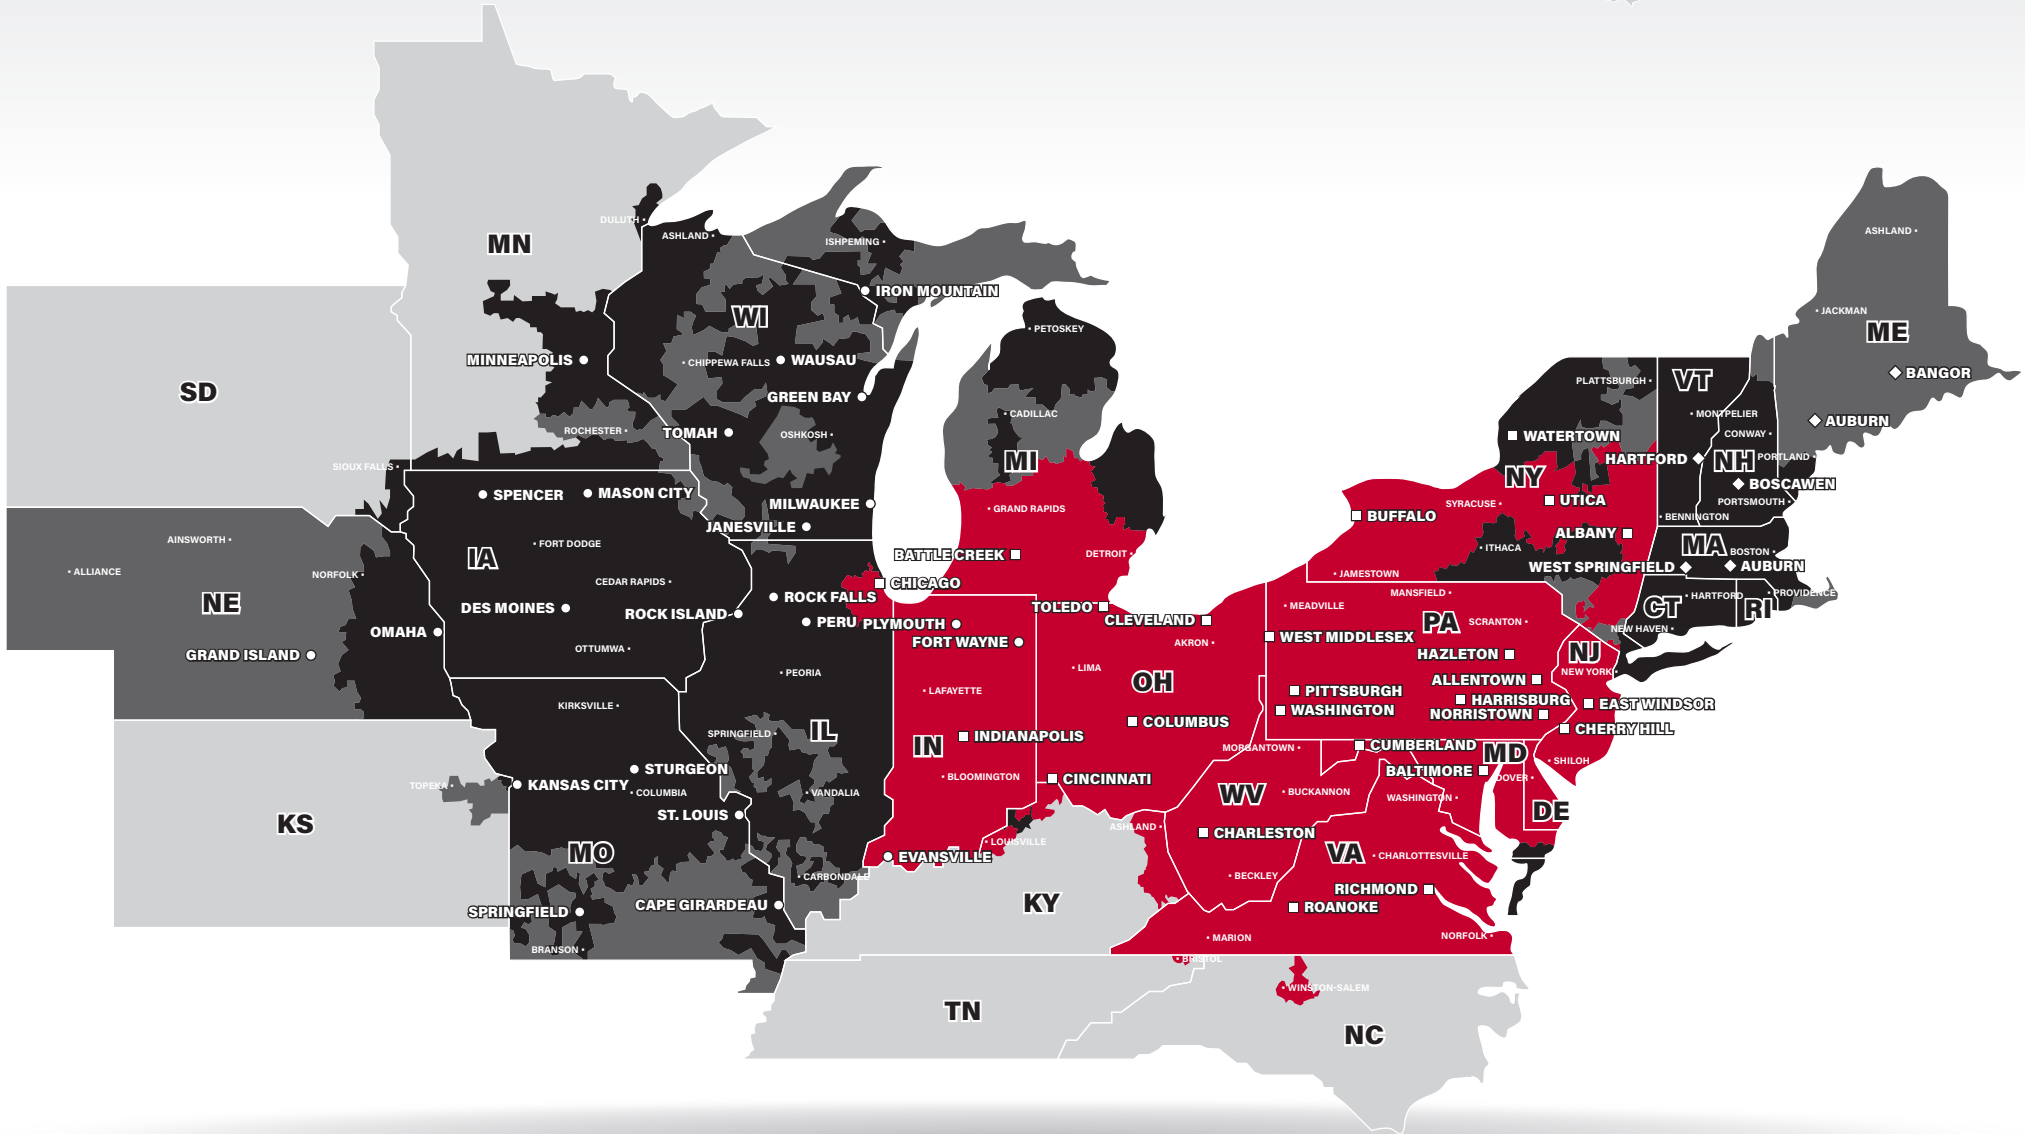 MN
DULUTH
ASHLAND
ISHPEMING
ASHLAND
IRON MOUNTAIN
WI
JACKMAN
PETOSKEY
ME
MINNEAPOLIS
CHIPPEWA FALLS
WAUSAU
BANGOR
PLATTSBURGH
VT
SD
GREEN BAY
CADILLAC
MONTPELIER
AUBURN
ROCHESTER
TOMAH
OSHKOSH
WATERTOWN
CONWAY
SIOUX FALLS
MI
HARTFORD
NH
PORTLAND
NY
SPENCER
MASON CITY
BOSCAWEN
MILWAUKEE
GRAND RAPIDS
SYRACUSE
UTICA
PORTSMOUTH
JANESVILLE
BUFFALO
BENNINGTON
AINSWORTH
FORT DODGE
ALBANY
MA
IA
BATTLE CREEK
DETROIT
ITHACA
BOSTON
ALLIANCE
NORFOLK
JAMESTOWN
WEST SPRINGFIELD
AUBURN
CEDAR RAPIDS
CHICAGO
MANSFIELD
NE
DES MOINES
ROCK FALLS
HARTFORD
PROVIDENCE
ROCK ISLAND
TOLEDO
MEADVILLE
CT
RI
OMAHA
PERU
PLYMOUTH
CLEVELAND
PA
SCRANTON
NEW HAVEN
GRAND ISLAND
OTTUMWA
FORT WAYNE
AKRON
WEST MIDDLESEX
HAZLETON
NJ
PEORIA
LIMA
OH
ALLENTOWN
NEW YORK
LAFAYETTE
PITTSBURGH
HARRISBURG
EAST WINDSOR
KIRKSVILLE
WASHINGTON
NORRISTOWN
SPRINGFIELD
IL
IN
INDIANAPOLIS
COLUMBUS
CHERRY HILL
MORGANTOWN
CUMBERLAND
MD
STURGEON
BALTIMORE
SHILOH
TOPEKA
KANSAS CITY
COLUMBIA
VANDALIA
BLOOMINGTON
CINCINNATI
WV
BUCKANNON
WASHINGTON
DOVER
KS
ST. LOUIS
ASHLAND
CHARLESTON
DE
MO
EVANSVILLE
LOUISVILLE
VA
CHARLOTTESVILLE
CARBONDALE
BECKLEY
RICHMOND
SPRINGFIELD
CAPE GIRARDEAU
KY
ROANOKE
BRANSON
MARION
NORFOLK
BRISTOL
WINSTON-SALEM
TN
NC